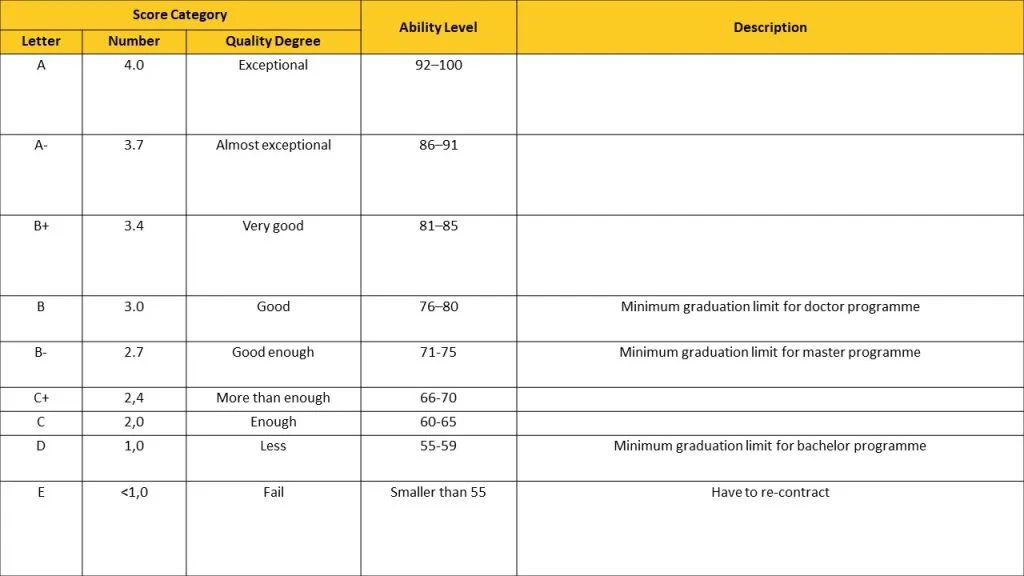 Score Category
Ability Level
Description
Letter Number Quality Degree
A 4.0 Exceptional 92–100
A- 3.7 Almost exceptional 86–91
B+ 3.4 Very good 81–85
B 3.0 Good 76–80 Minimum graduation limit for doctor programme
B- 2.7 Good enough 71-75 Minimum graduation limit for master programme
C+ 2,4 More than enough 66-70
C 2,0 Enough 60-65
D 1,0 Less 55-59 Minimum graduation limit for bachelor programme
E <1,0 Fail Smaller than 55 Have to re-contract